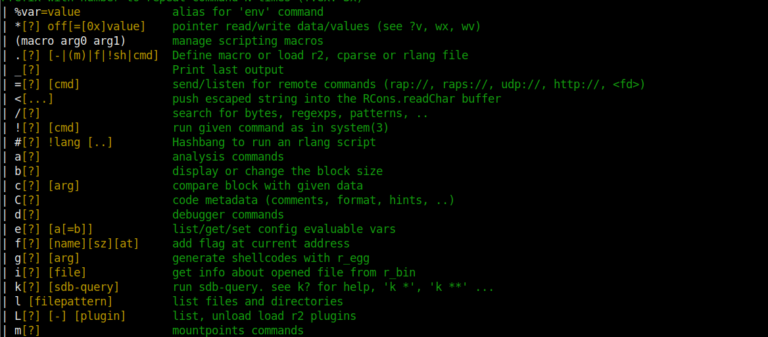 | %var=value              alias for 'env' command
| *[?] off[=[0x]value]    pointer read/write data/values (see ?v, wx, wv)
| (macro arg0 arg1)       manage scripting macros
| .[?] [-|(m)|f|!sh|cmd]  Define macro or load r2, cparse or rlang file
| _[?]                    Print last output
| =[?] [cmd]              send/listen for remote commands (rap://, raps://, udp://, http://, <fd>)
| <[...]                  push escaped string into the RCons.readChar buffer
| /[?]                    search for bytes, regexps, patterns, ..
| ![?] [cmd]              run given command as in system(3)
| #[?] !lang [..]         Hashbang to run an rlang script
| a[?]                    analysis commands
| b[?]                    display or change the block size
| c[?] [arg]              compare block with given data
| C[?]                    code metadata (comments, format, hints, ..)
| d[?]                    debugger commands
| e[?] [a[=b]]            list/get/set config evaluable vars
| f[?] [name][sz][at]     add flag at current address
| g[?] [arg]              generate shellcodes with r_egg
| i[?] [file]             get info about opened file from r_bin
| k[?] [sdb-query]        run sdb-query. see k? for help, 'k *', 'k **' ...
| l [filepattern]         list files and directories
| L[?] [-] [plugin]       list, unload load r2 plugins
| m[?]                    mountpoints commands